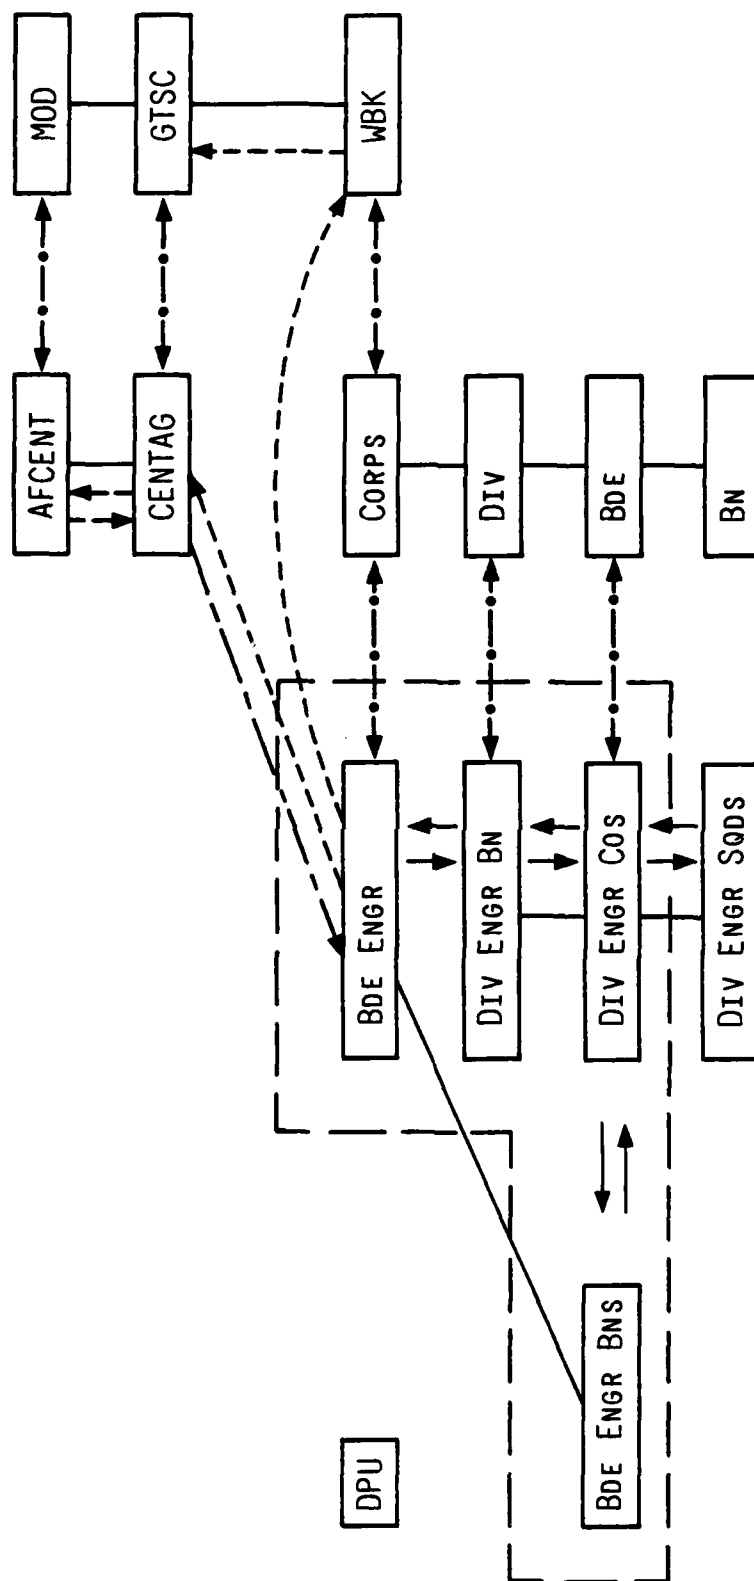 MOD
GTSC
WBK
AFCENT
CENTAG
CORPS
DIV
BDE
BN
BDE ENGR
DIV ENGR BN
DIV ENGR COS
DIV ENGR SQDS
BDE ENGR BNS
DPU